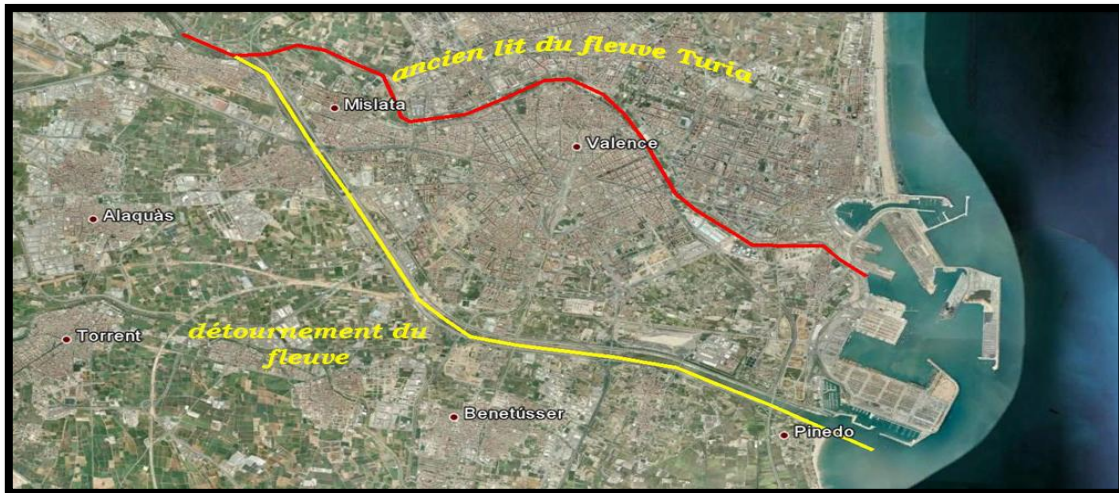 ancien lit du fleuve Turia
Mislata
Valence
Alaquàs
détournement du
fleuve
Torrent
Benetússer
Pinedo